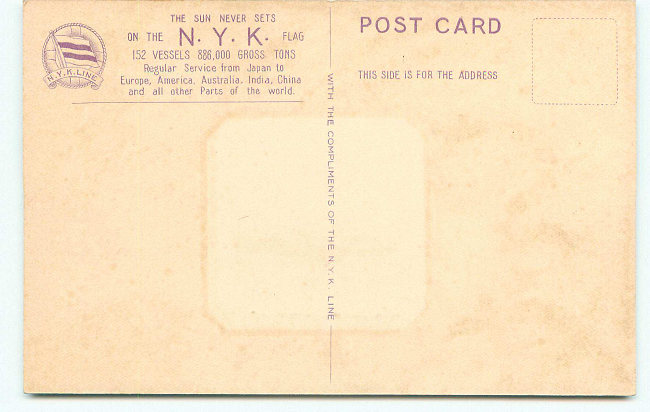 THE SUN NEVER SETS
ON THE N. Y. K. FLAG
152 VESSELS 886,000 GROSS TONS
Regular Service from Japan to
Europe, America, Australia, India, China
and all other Parts of the world.
N.Y.K.LINE
WITH THE COMPLIMENTS OF THE N.Y.K. LINE
POST CARD
THIS SIDE IS FOR THE ADDRESS